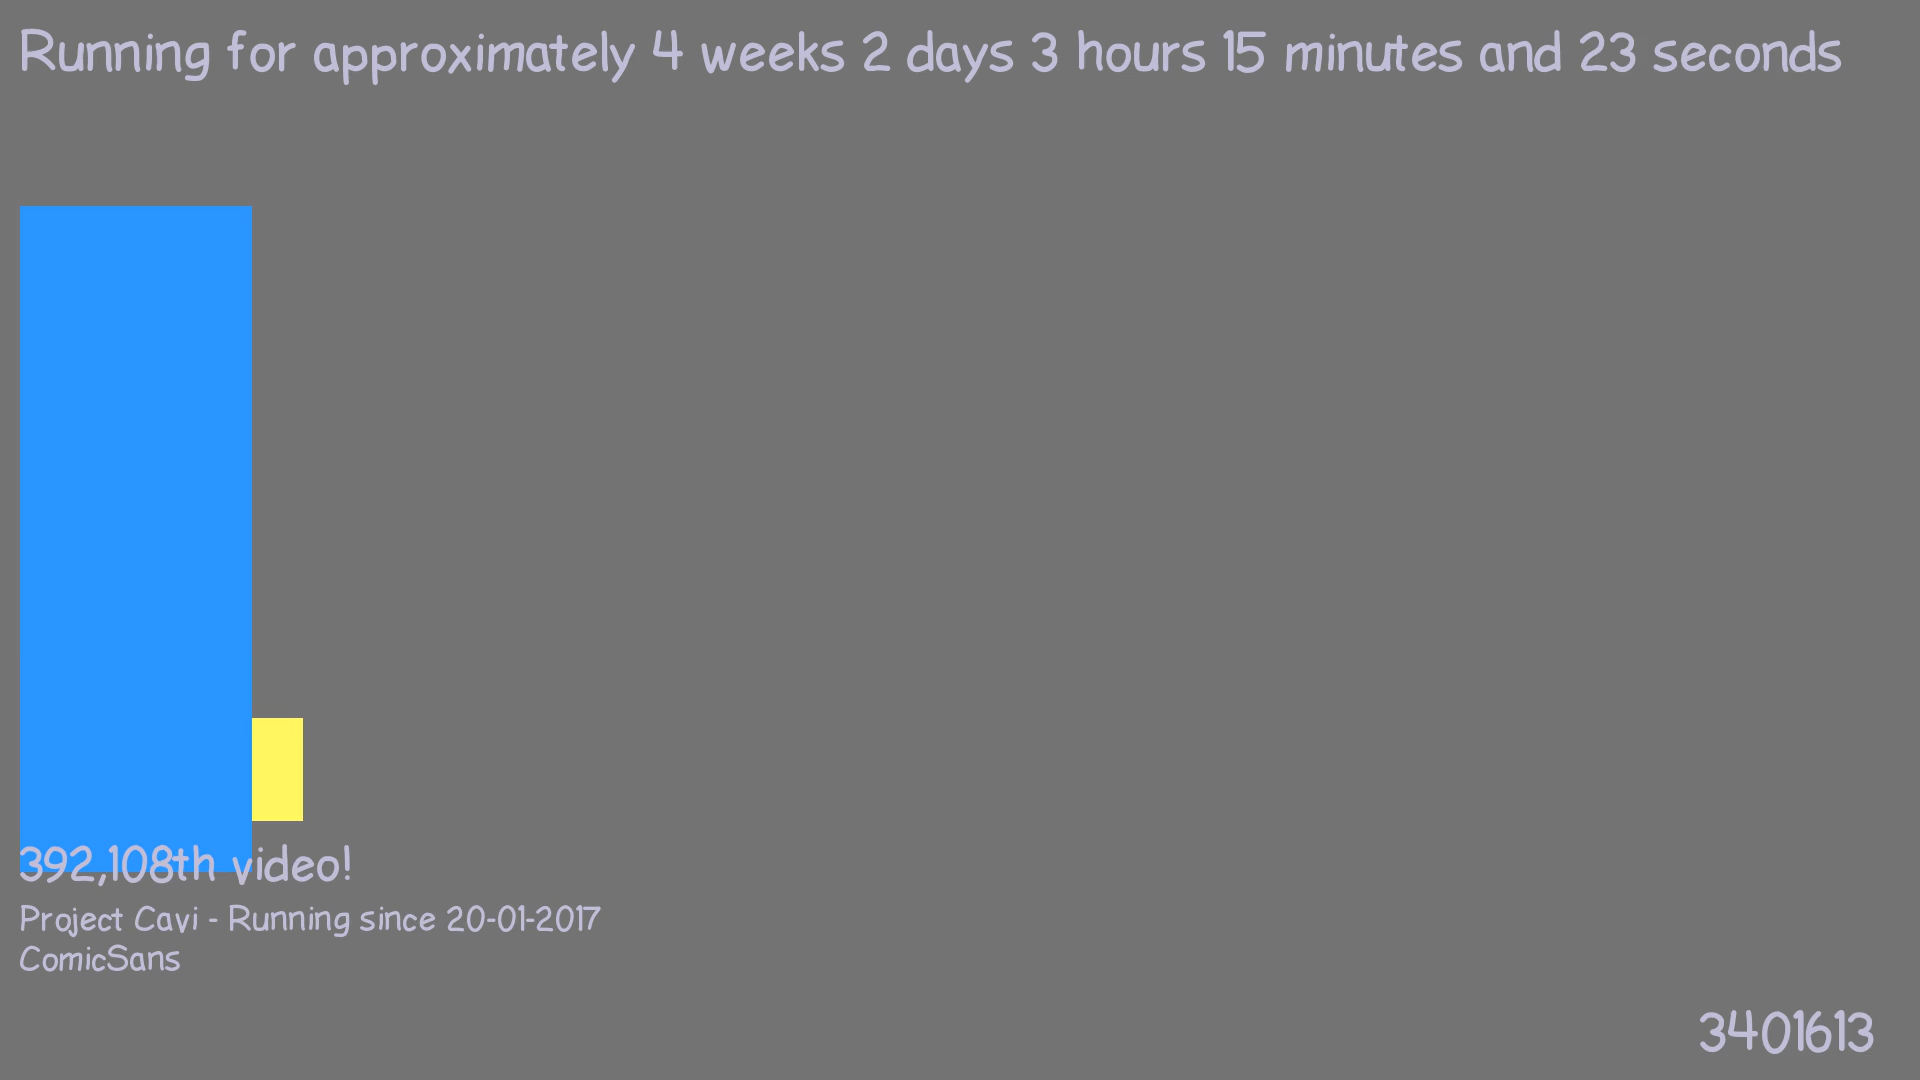 Running for approximately 4 weeks 2 days 3 hours 15 minutes and 23 seconds
392,108th video!
Project Cavi - Running since 20-01-2017
ComicSans
3401613